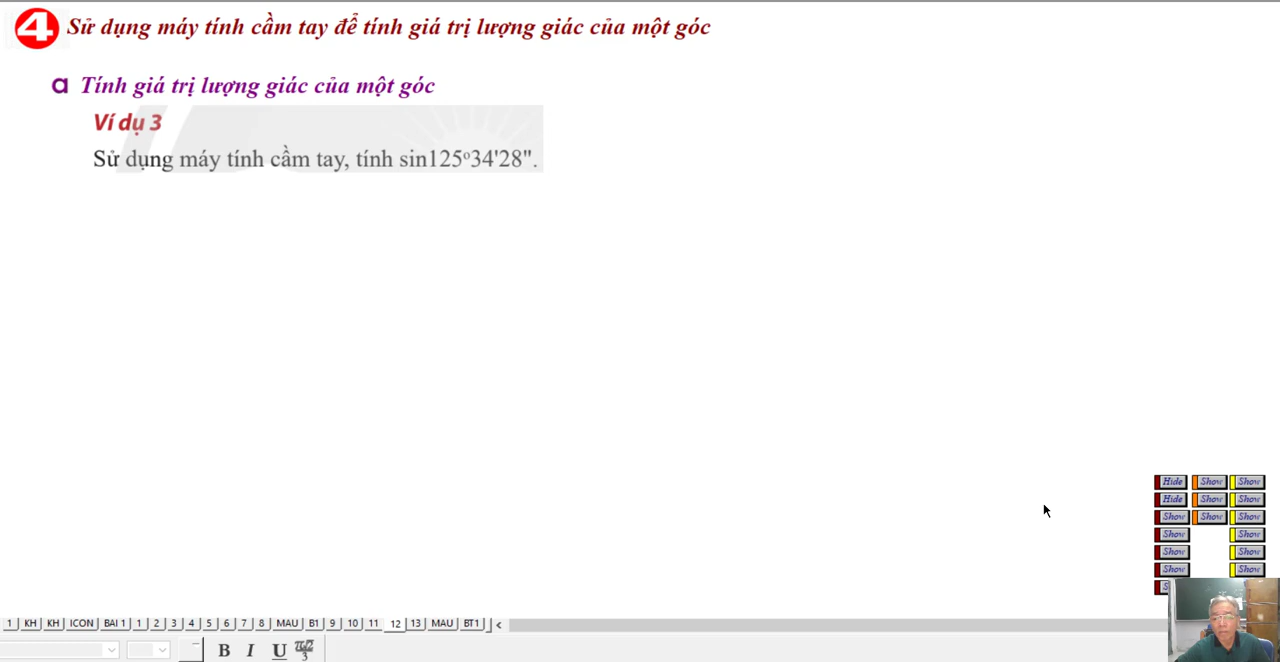 4 Sử dụng máy tính cầm tay để tính giá trị lượng giác của một góc
a Tính giá trị lượng giác của một góc
Ví dụ 3
Sử dụng máy tính cầm tay, tính sin125º34'28".
Hide Show Show
Hide Show Show
Show Show Show
Show Show
Show Show
Show Show
1 KH KH ICON BAI 1 1 2 3 4 5 6 7 8 MAU B1 9 10 11 12 13 MAU BT1 <
B I U